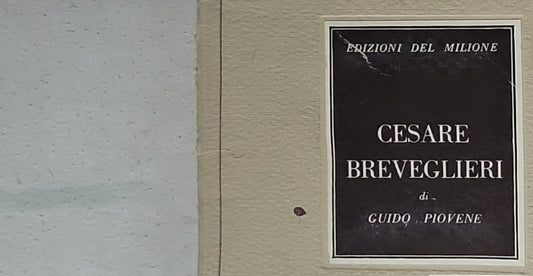 EDIZIONI DEL MILIONE
CESARE
BREVEGLIERI
di
GUIDO PIOVENE